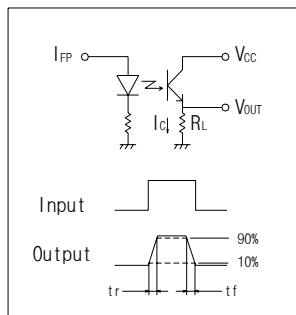 IFP
VCC
VOUT
IC
RL
Input
Output
90%
10%
tr
tf